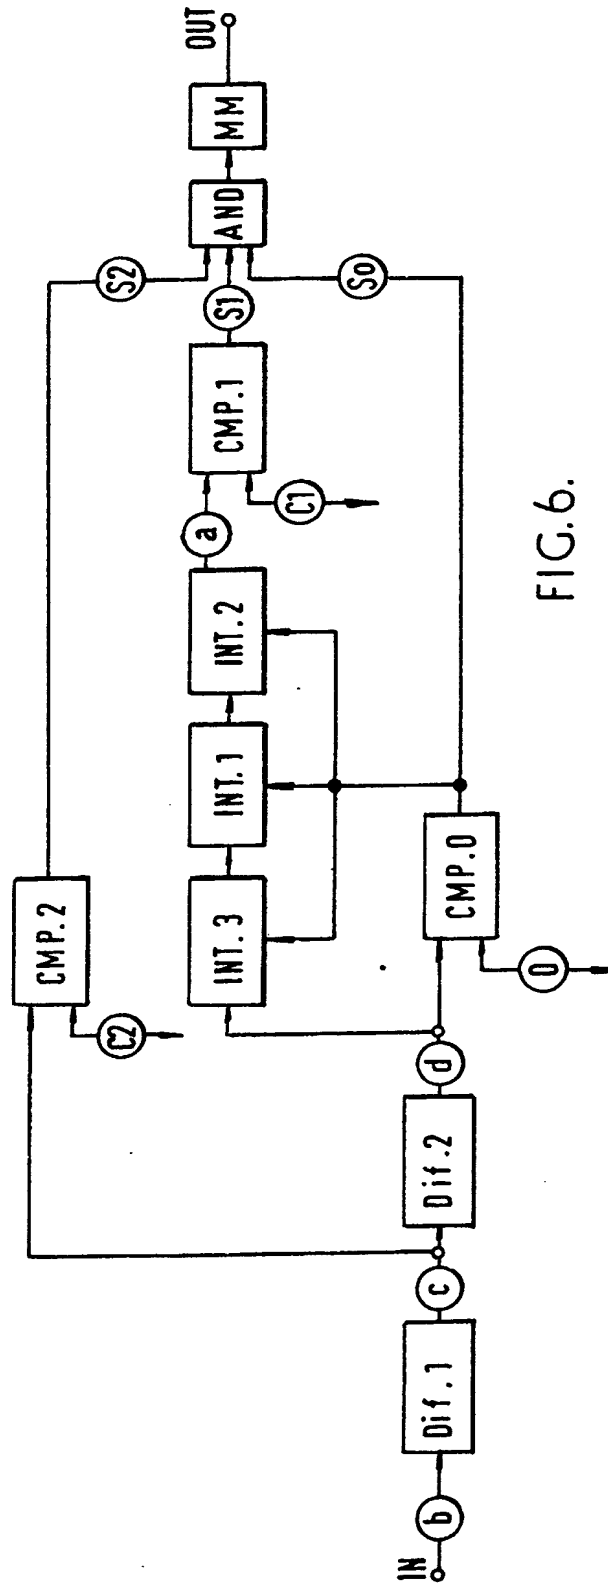 IN
b
Dif.1
c
Dif.2
d
0
CMP.0
C2
CMP.2
INT.3
INT.1
INT.2
a
C1
CMP.1
S2
S1
So
AND
MM
OUT
FIG.6.